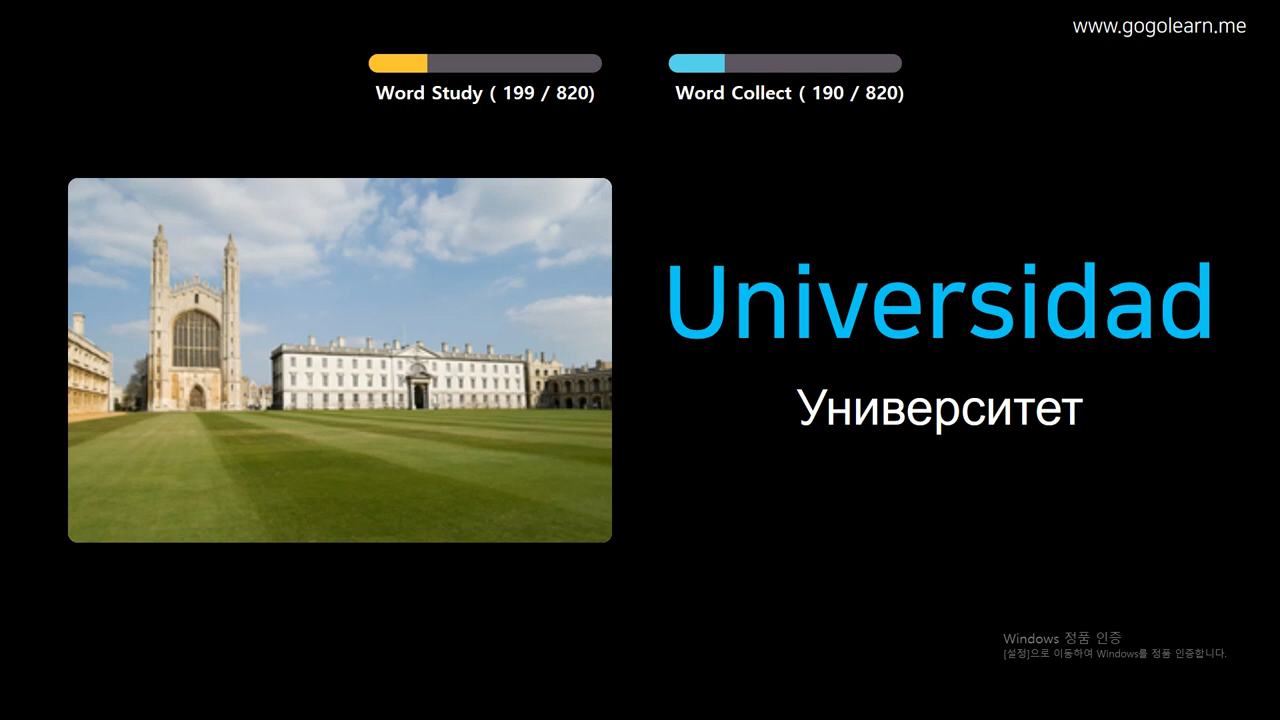 www.gogolearn.me
Word Study ( 199 / 820)
Word Collect ( 190 / 820)
Universidad
Университет
Windows 정품 인증
[설정]으로 이동하여 Windows를 정품 인증합니다.